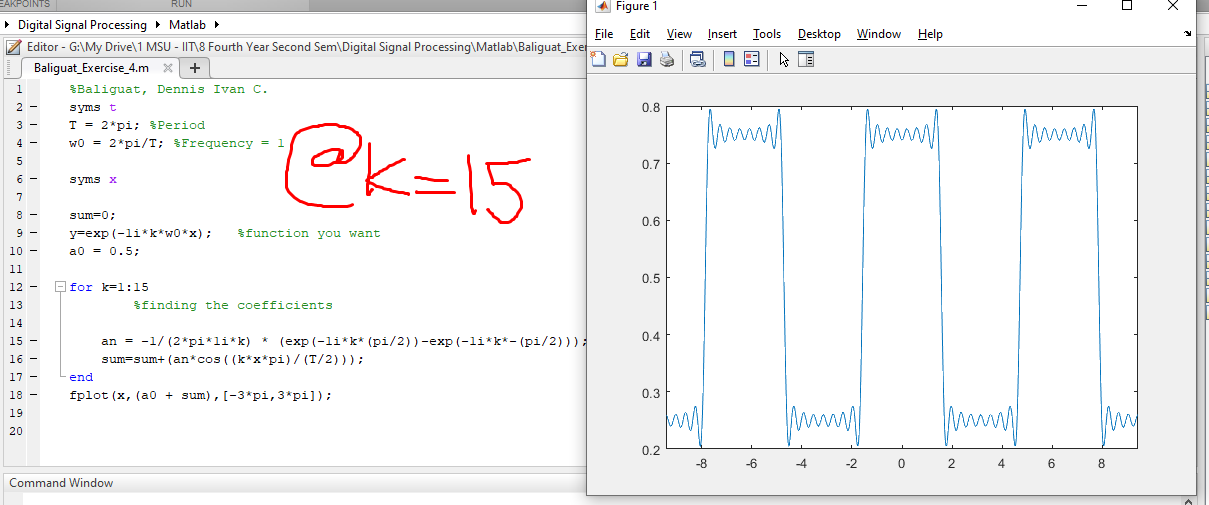 EAKPOINTS RUN
Digital Signal Processing Matlab
Editor - G:\My Drive\1 MSU - IIT\8 Fourth Year Second Sem\Digital Signal Processing\Matlab\Baliguat_Exer
Baliguat_Exercise_4.m
1 %Baliguat, Dennis Ivan C.
2 syms t
3 T = 2*pi; %Period
4 w0 = 2*pi/T; %Frequency = 1
5
6 syms x
7
8 sum=0;
9 y=exp(-1i*k*w0*x); %function you want
10 a0 = 0.5;
11
12 for k=1:15
13 %finding the coefficients
14
15 an = -1/(2*pi*1i*k) * (exp(-1i*k*(pi/2))-exp(-1i*k*-(pi/2)));
16 sum=sum+(an*cos((k*x*pi)/(T/2)));
17 end
18 fplot(x,(a0 + sum),[-3*pi,3*pi]);
19
20
Command Window
@k=15
Figure 1
File Edit View Insert Tools Desktop Window Help
0.8
0.7
0.6
0.5
0.4
0.3
0.2
-8 -6 -4 -2 0 2 4 6 8